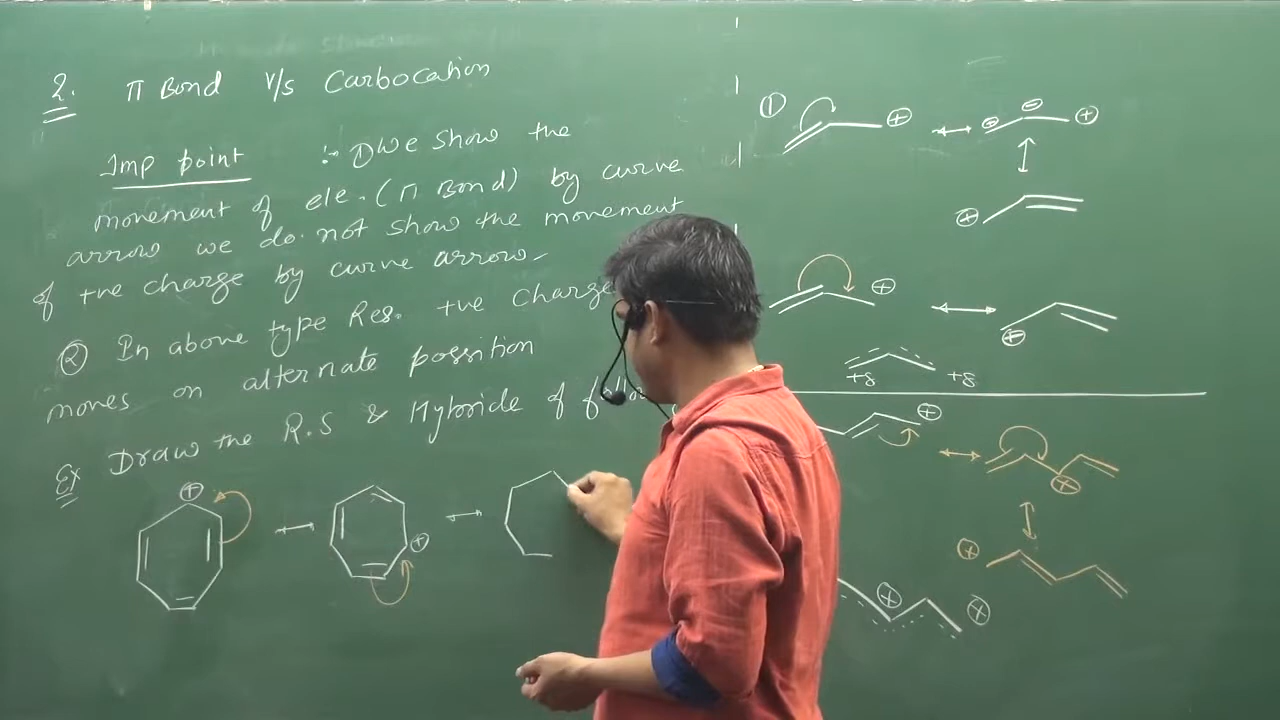 2. π Bond V/s Carbocation
Imp point :- ① We show the
movement of ele. (π Bond) by curve
arrow we do not show the movement
of +ve charge by curve arrow.
② In above type Res. +ve charge
moves on alternate possition
Ex Draw the R.S & Hybride of
①
+δ +δ